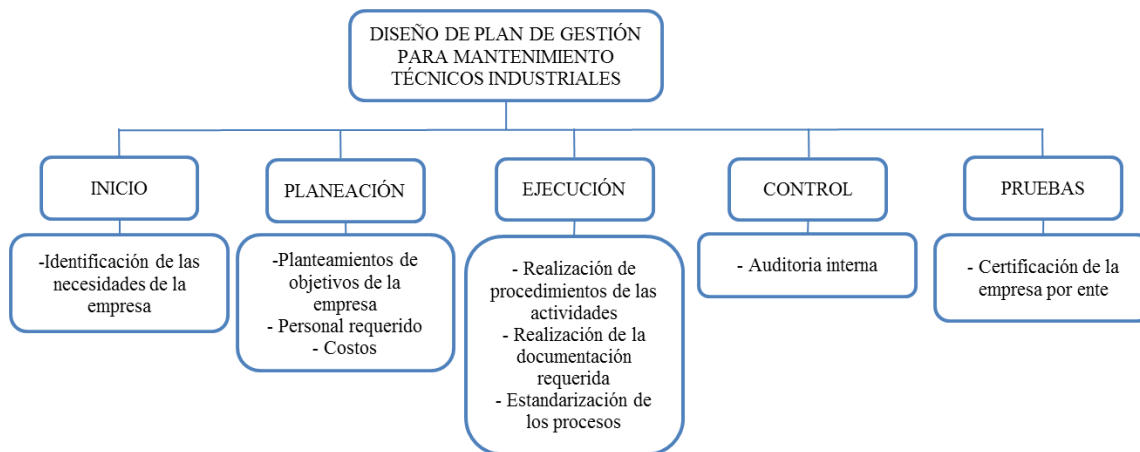 DISEÑO DE PLAN DE GESTIÓN
PARA MANTENIMIENTO
TÉCNICOS INDUSTRIALES
INICIO
PLANEACIÓN
EJECUCIÓN
CONTROL
PRUEBAS
-Identificación de las
necesidades de la
empresa
-Planteamientos de
objetivos de la
empresa
- Personal requerido
- Costos
- Realización de
procedimientos de las
actividades
- Realización de la
documentación
requerida
- Estandarización de
los procesos
- Auditoria interna
- Certificación de la
empresa por ente